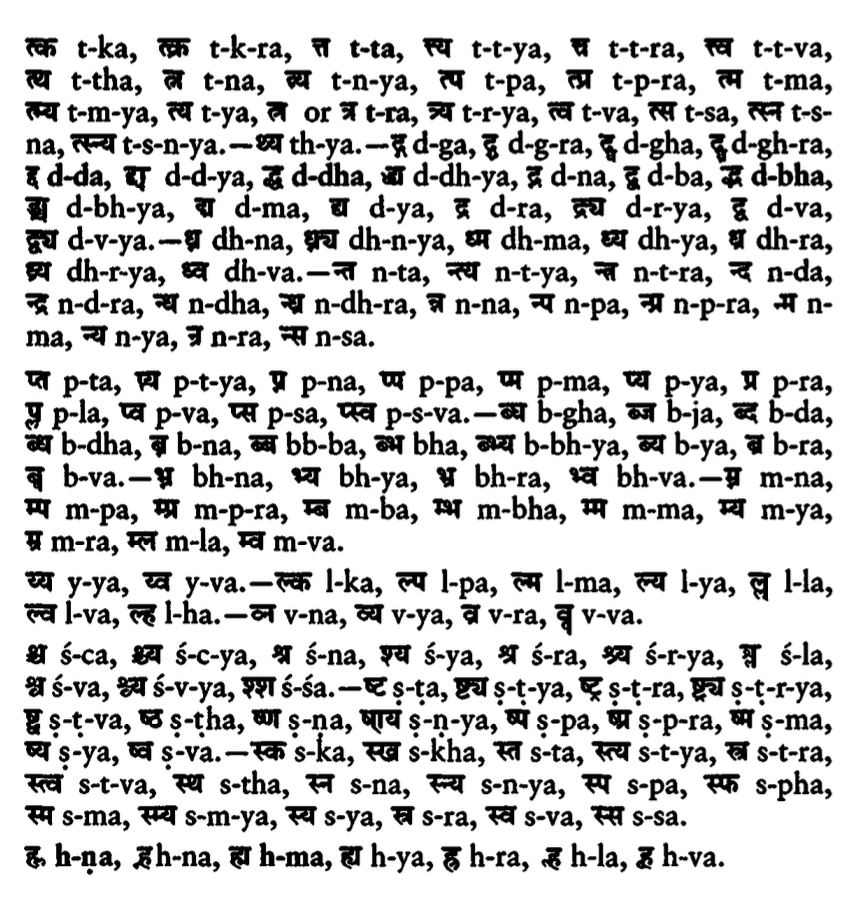 त्क t-ka, त्क्र t-k-ra, त्त t-ta, त्त्य t-t-ya, त्त्र t-t-ra, त्त्व t-t-va,
त्थ t-tha, त्न t-na, त्न्य t-n-ya, त्प t-pa, त्प्र t-p-ra, त्म t-ma,
त्म्य t-m-ya, त्य t-ya, त्र or त्र t-ra, त्र्य t-r-ya, त्व t-va, त्स t-sa, त्स्न t-s-
na, त्स्न्य t-s-n-ya.—थ्य th-ya.—द्ग d-ga, द्ग्र d-g-ra, द्घ d-gha, द्घ्र d-gh-ra,
द्द d-da, द्द्य d-d-ya, द्ध d-dha, द्ध्य d-dh-ya, द्न d-na, द्ब d-ba, द्भ d-bha,
द्भ्य d-bh-ya, द्म d-ma, द्य d-ya, द्र d-ra, द्र्य d-r-ya, द्व d-va,
द्व्य d-v-ya.—ध्न dh-na, ध्न्य dh-n-ya, ध्म dh-ma, ध्य dh-ya, ध्र dh-ra,
ध्र्य dh-r-ya, ध्व dh-va.—न्त n-ta, न्त्य n-t-ya, न्त्र n-t-ra, न्द n-da,
न्द्र n-d-ra, न्ध n-dha, न्ध्र n-dh-ra, न्न n-na, न्प n-pa, न्प्र n-p-ra, न्म n-
ma, न्य n-ya, न्र n-ra, न्स n-sa.
प्त p-ta, प्त्य p-t-ya, प्न p-na, प्प p-pa, प्म p-ma, प्य p-ya, प्र p-ra,
प्ल p-la, प्व p-va, प्स p-sa, प्स्व p-s-va.—ब्घ b-gha, ब्ज b-ja, ब्द b-da,
ब्ध b-dha, ब्न b-na, ब्ब bb-ba, ब्भ bha, ब्भ्य b-bh-ya, ब्य b-ya, ब्र b-ra,
ब्व b-va.—भ्न bh-na, भ्य bh-ya, भ्र bh-ra, भ्व bh-va.—म्न m-na,
म्प m-pa, म्प्र m-p-ra, म्ब m-ba, म्भ m-bha, म्म m-ma, म्य m-ya,
म्र m-ra, म्ल m-la, म्व m-va.
य्य y-ya, य्व y-va.—ल्क l-ka, ल्प l-pa, ल्म l-ma, ल्य l-ya, ल्ल l-la,
ल्व l-va, ल्ह l-ha.—व्न v-na, व्य v-ya, व्र v-ra, व्व v-va.
श्च ś-ca, श्च्य ś-c-ya, श्न ś-na, श्य ś-ya, श्र ś-ra, श्र्य ś-r-ya, श्ल ś-la,
श्व ś-va, श्व्य ś-v-ya, श्श ś-śa.—ष्ट ṣ-ṭa, ष्ट्य ṣ-ṭ-ya, ष्ट्र ṣ-ṭ-ra, ष्ट्र्य ṣ-ṭ-r-ya,
ष्ट्व ṣ-ṭ-va, ष्ठ ṣ-ṭha, ष्ण ṣ-ṇa, ष्ण्य ṣ-ṇ-ya, ष्प ṣ-pa, ष्प्र ṣ-p-ra, ष्म ṣ-ma,
ष्य ṣ-ya, ष्व ṣ-va.—स्क s-ka, स्ख s-kha, स्त s-ta, स्त्य s-t-ya, स्त्र s-t-ra,
स्त्व s-t-va, स्थ s-tha, स्न s-na, स्न्य s-n-ya, स्प s-pa, स्फ s-pha,
स्म s-ma, स्म्य s-m-ya, स्य s-ya, स्र s-ra, स्व s-va, स्स s-sa.
ह्ण h-ṇa, ह्न h-na, ह्म h-ma, ह्य h-ya, ह्र h-ra, ह्ल h-la, ह्व h-va.